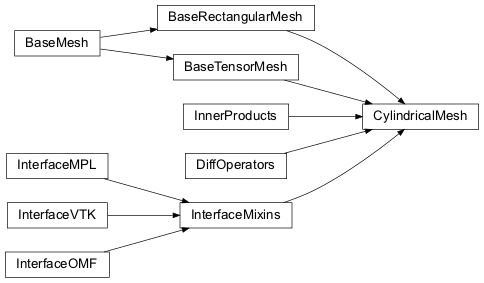 BaseRectangularMesh
BaseMesh
BaseTensorMesh
InnerProducts
CylindricalMesh
InterfaceMPL
DiffOperators
InterfaceVTK
InterfaceMixins
InterfaceOMF